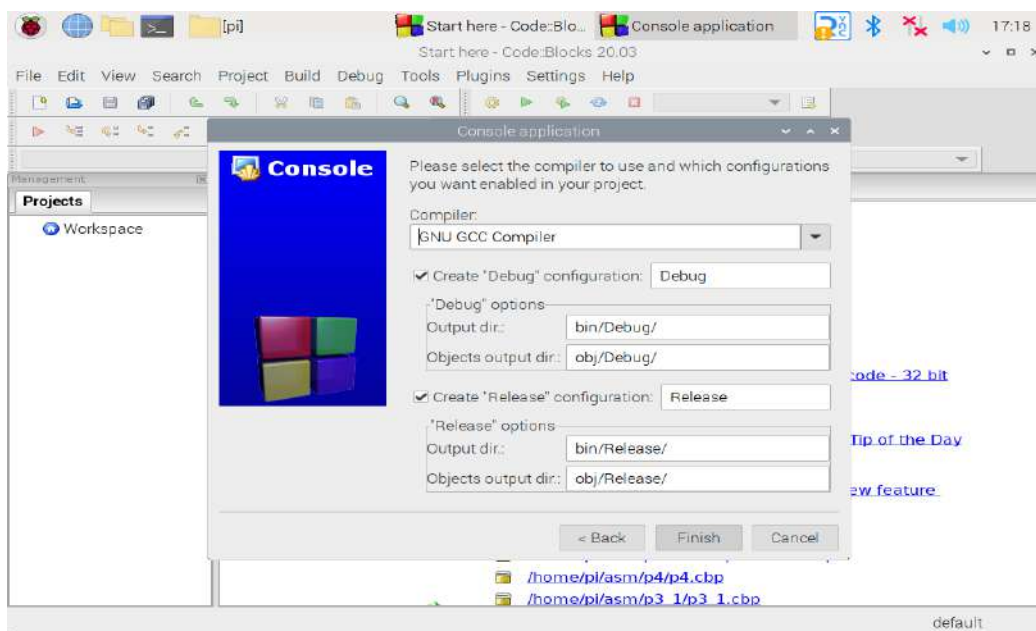 [pi]
Start here - Code::Blo...
Console application
17:18
Start here - Code::Blocks 20.03
File Edit View Search Project Build Debug Tools Plugins Settings Help
Console application
Management
Projects
Workspace
Console
Please select the compiler to use and which configurations
you want enabled in your project.
Compiler:
GNU GCC Compiler
Create "Debug" configuration: Debug
"Debug" options
Output dir.: bin/Debug/
Objects output dir.: obj/Debug/
code - 32 bit
Create "Release" configuration: Release
"Release" options
Tip of the Day
Output dir.: bin/Release/
Objects output dir.: obj/Release/
ew feature
< Back Finish Cancel
/home/pi/asm/p4/p4.cbp
/home/pi/asm/p3_1/p3_1.cbp
default